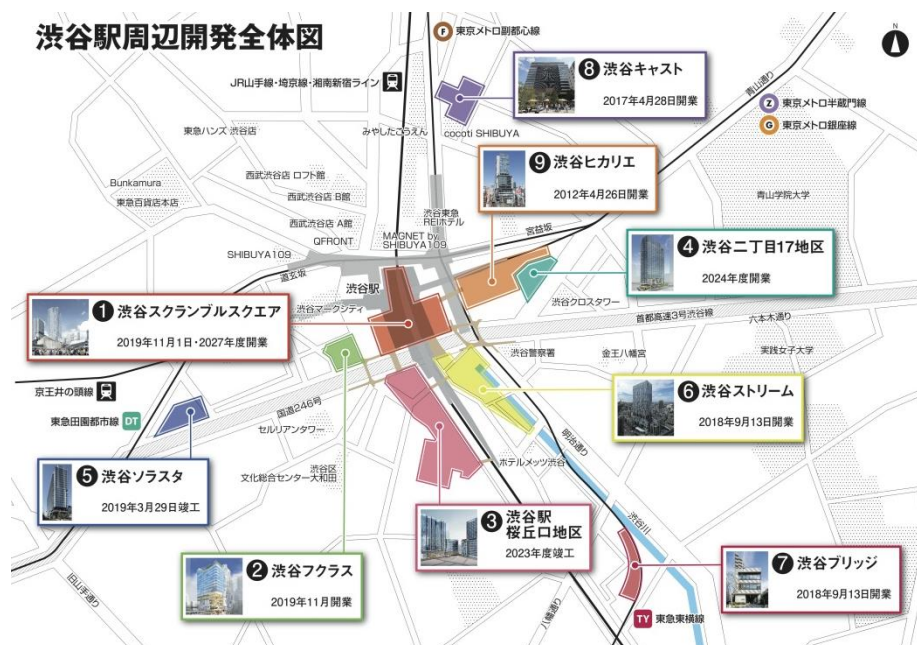 渋谷駅周辺開発全体図
F 東京メトロ副都心線
N
JR山手線・埼京線・湘南新宿ライン
8 渋谷キャスト
2017年4月28日開業
青山通り
Z 東京メトロ半蔵門線
G 東京メトロ銀座線
東急ハンズ 渋谷店
みやしたこうえん
cocoti SHIBUYA
9 渋谷ヒカリエ
2012年4月26日開業
西武渋谷店 ロフト館
Bunkamura
東急百貨店本店
西武渋谷店 B館
青山学院大学
西武渋谷店 A館
渋谷東急
REIホテル
QFRONT
MAGNET by
SHIBUYA109
宮益坂
SHIBUYA109
4 渋谷二丁目17地区
2024年度開業
道玄坂
渋谷駅
渋谷マークシティ
渋谷クロスタワー
1 渋谷スクランブルスクエア
2019年11月1日・2027年度開業
首都高速3号渋谷線
六本木通り
渋谷警察署
金王八幡宮
実践女子大学
京王井の頭線
東急田園都市線 DT
国道246号
セルリアンタワー
6 渋谷ストリーム
2018年9月13日開業
明治通り
ホテルメッツ渋谷
渋谷区
文化総合センター大和田
5 渋谷ソラスタ
2019年3月29日竣工
3 渋谷駅
桜丘口地区
2023年度竣工
渋谷川
2 渋谷フクラス
2019年11月開業
7 渋谷ブリッジ
2018年9月13日開業
旧山手通り
八幡通り
TY 東急東横線